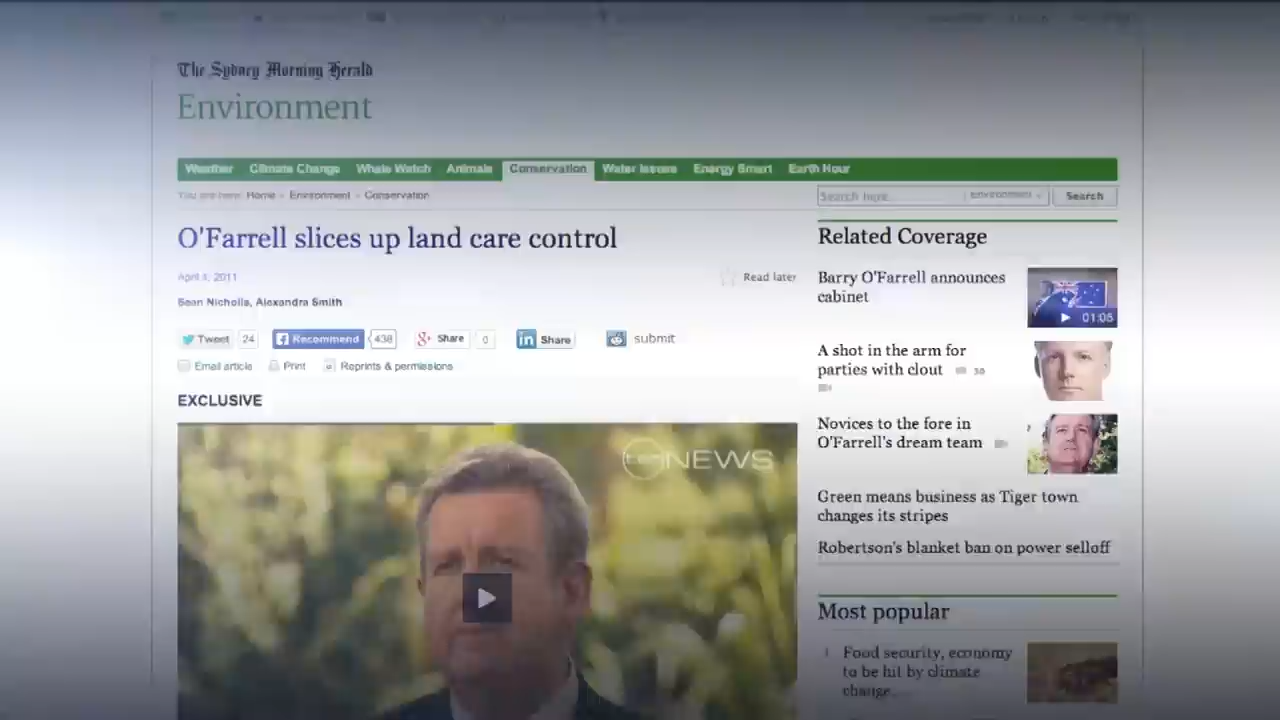 The Sydney Morning Herald
Environment
Weather Climate Change Whale Watch Animals Conservation Water Issues Energy Smart Earth Hour
You are here: Home Environment Conservation
Search here... Environment Search
O'Farrell slices up land care control
April 4, 2011
Read later
Sean Nicholls, Alexandra Smith
Tweet 24 Recommend 438 Share 0 Share submit
Email article Print Reprints & permissions
EXCLUSIVE
ten NEWS
Related Coverage
Barry O'Farrell announces
cabinet
01:05
A shot in the arm for
parties with clout 30
Novices to the fore in
O'Farrell's dream team
Green means business as Tiger town
changes its stripes
Robertson's blanket ban on power selloff
Most popular
Food security, economy
to be hit by climate
change...